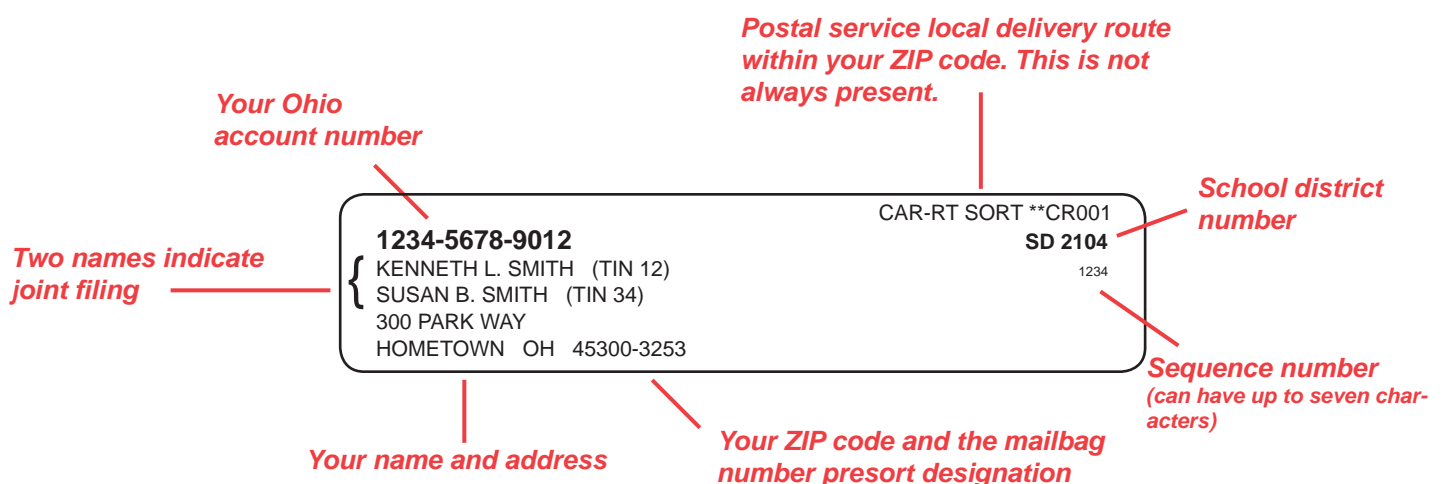 Postal service local delivery route
within your ZIP code. This is not
always present.
Your Ohio
account number
School district
number
CAR-RT SORT **CR001
1234-5678-9012
SD 2104
Two names indicate
joint filing
{
KENNETH L. SMITH (TIN 12)
1234
SUSAN B. SMITH (TIN 34)
300 PARK WAY
HOMETOWN OH 45300-3253
Sequence number
(can have up to seven char-
acters)
Your name and address
Your ZIP code and the mailbag
number presort designation